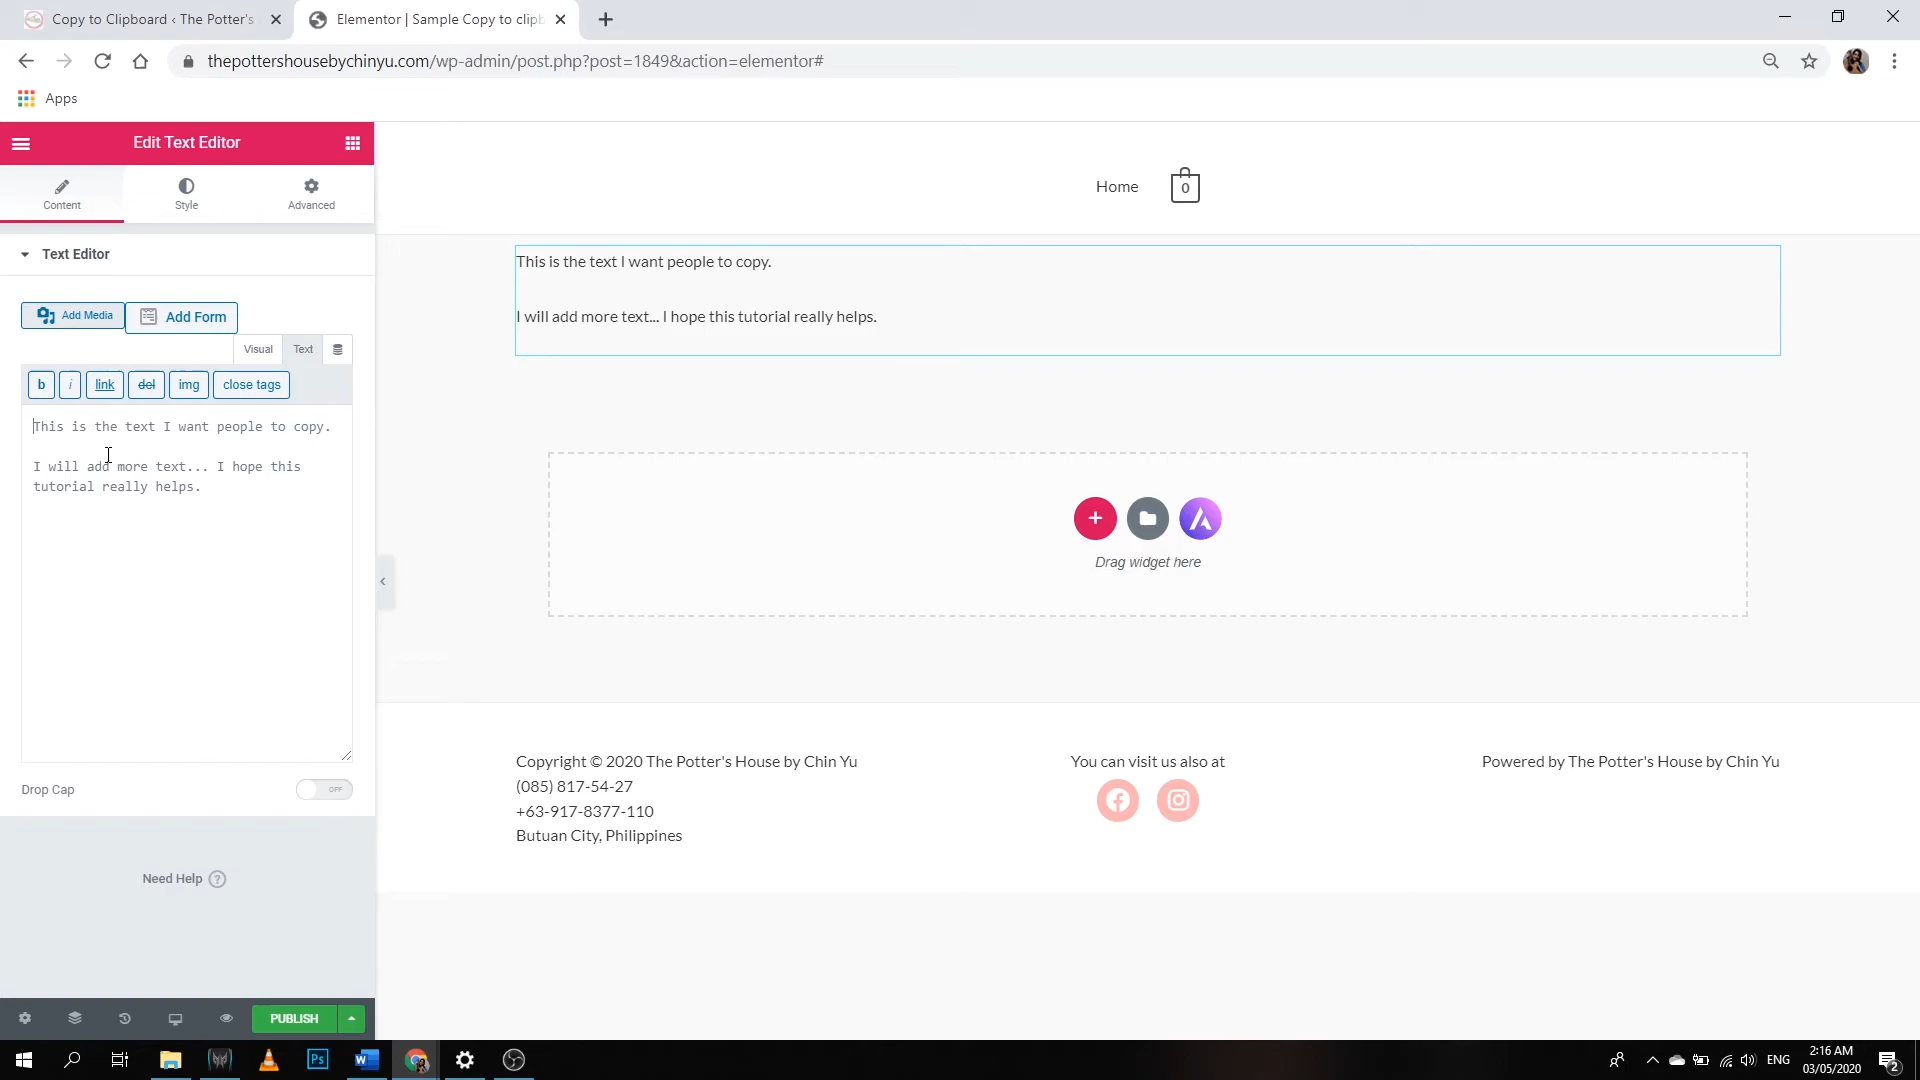 Copy to Clipboard ‹ The Potter's
Elementor | Sample Copy to clipb
thepottershousebychinyu.com/wp-admin/post.php?post=1849&action=elementor#
Apps
Edit Text Editor
Content
Style
Advanced
Text Editor
Add Media
Add Form
Visual
Text
b
i
link
del
img
close tags
This is the text I want people to copy.
I will add more text... I hope this
tutorial really helps.
Drop Cap
OFF
Need Help ?
PUBLISH
Home
0
This is the text I want people to copy.
I will add more text... I hope this tutorial really helps.
Drag widget here
Copyright © 2020 The Potter's House by Chin Yu
(085) 817-54-27
+63-917-8377-110
Butuan City, Philippines
You can visit us also at
Powered by The Potter's House by Chin Yu
Ps
W
ENG
2:16 AM
03/05/2020
2